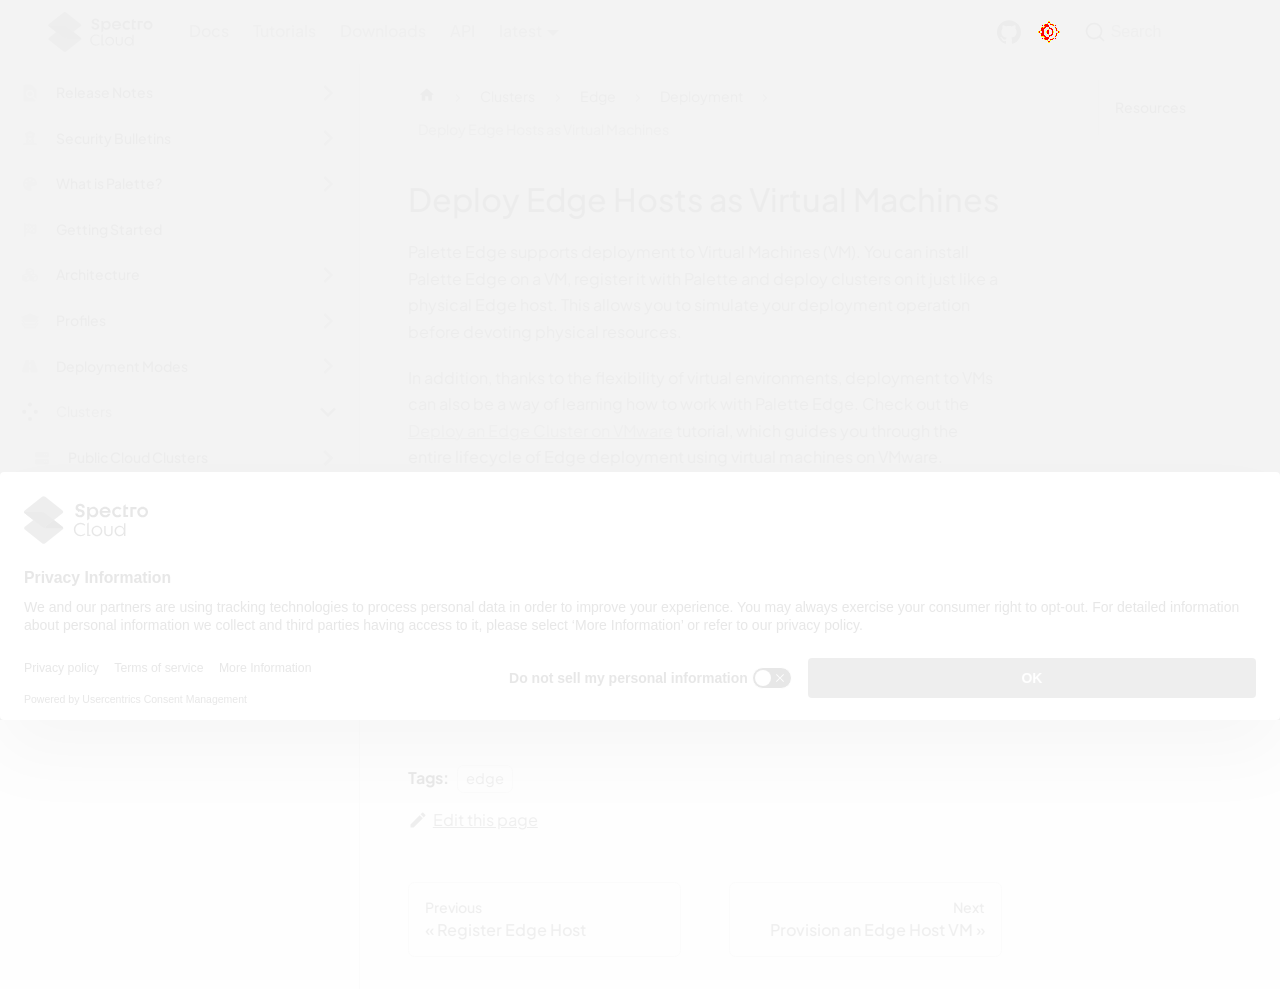 Spectro
Cloud
Docs Tutorials Downloads API latest
Search
Release Notes
Security Bulletins
What is Palette?
Getting Started
Architecture
Profiles
Deployment Modes
Clusters
Public Cloud Clusters
Clusters Edge Deployment
Deploy Edge Hosts as Virtual Machines
Resources
Deploy Edge Hosts as Virtual Machines
Palette Edge supports deployment to Virtual Machines (VM). You can install
Palette Edge on a VM, register it with Palette and deploy clusters on it just like a
physical Edge host. This allows you to simulate your deployment operation
before devoting physical resources.
In addition, thanks to the flexibility of virtual environments, deployment to VMs
can also be a way of learning how to work with Palette Edge. Check out the
Deploy an Edge Cluster on VMware tutorial, which guides you through the
entire lifecycle of Edge deployment using virtual machines on VMware.
Spectro
Cloud
Privacy Information
We and our partners are using tracking technologies to process personal data in order to improve your experience. You may always exercise your consumer right to opt-out. For detailed information
about personal information we collect and third parties having access to it, please select ‘More Information’ or refer to our privacy policy.
Privacy policy Terms of service More Information
Do not sell my personal information
OK
Powered by Usercentrics Consent Management
Tags: edge
Edit this page
Previous
« Register Edge Host
Next
Provision an Edge Host VM »